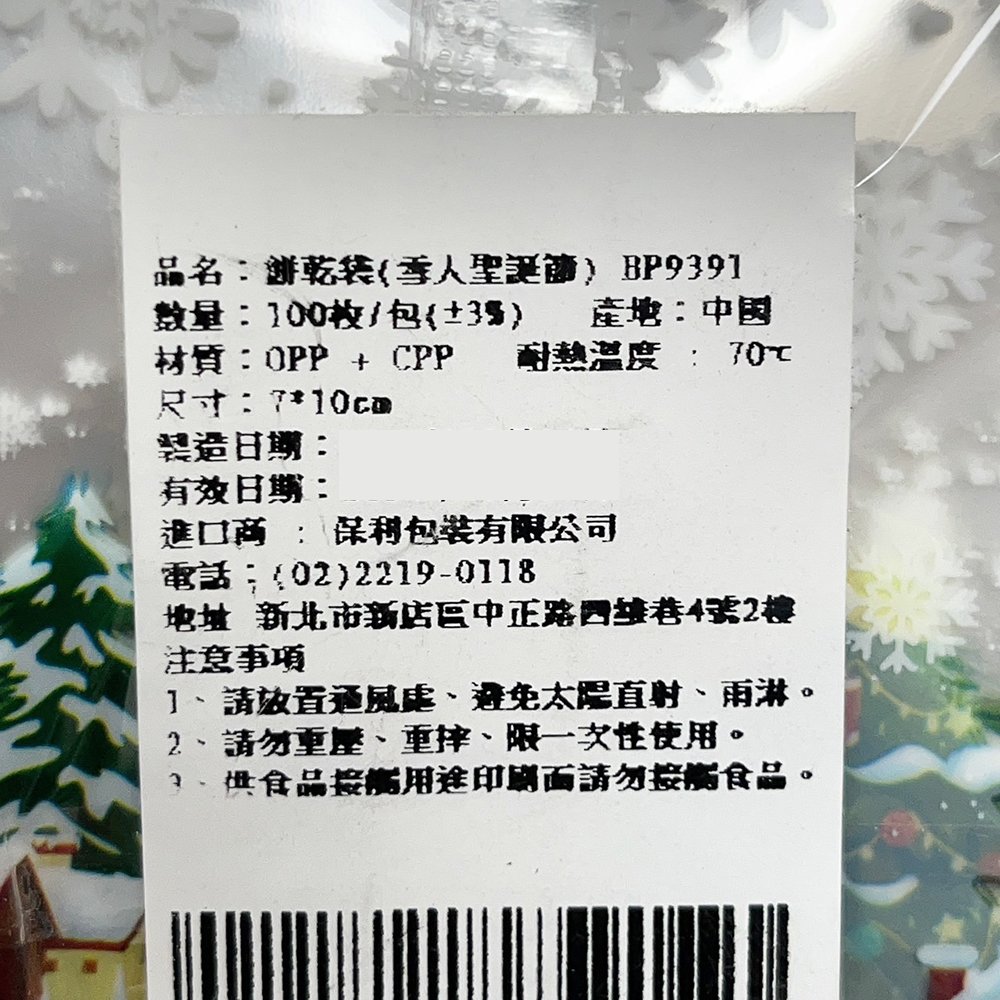 品名：餅乾袋(雪人聖誕節) BP9391
數量：100枚/包(±3%) 產地：中國
材質：OPP + CPP 耐熱溫度 : 70℃
尺寸：7*10cm
製造日期：
有效日期：
進口商 : 保利包裝有限公司
電話：(02)2219-0118
地址 新北市新店區中正路四維巷4號2樓
注意事項
1、請放置通風處、避免太陽直射、雨淋。
2、請勿重壓、重摔、限一次性使用。
3、供食品接觸用途印刷面請勿接觸食品。